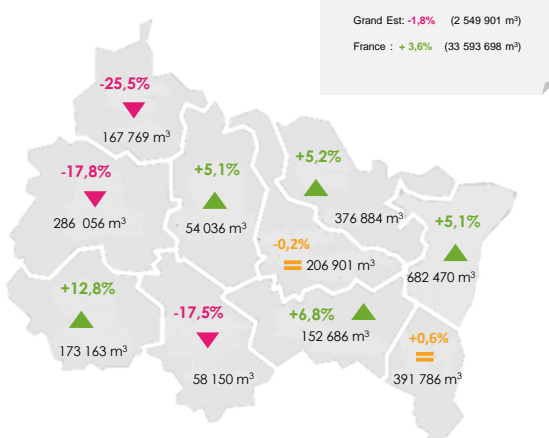 Grand Est: -1,8% (2 549 901 m³)
France : + 3,6% (33 593 698 m³)
-25,5%
167 769 m³
-17,8%
286 056 m³
+5,1%
54 036 m³
+5,2%
376 884 m³
-0,2%
206 901 m³
+5,1%
682 470 m³
+12,8%
173 163 m³
-17,5%
58 150 m³
+6,8%
152 686 m³
+0,6%
391 786 m³